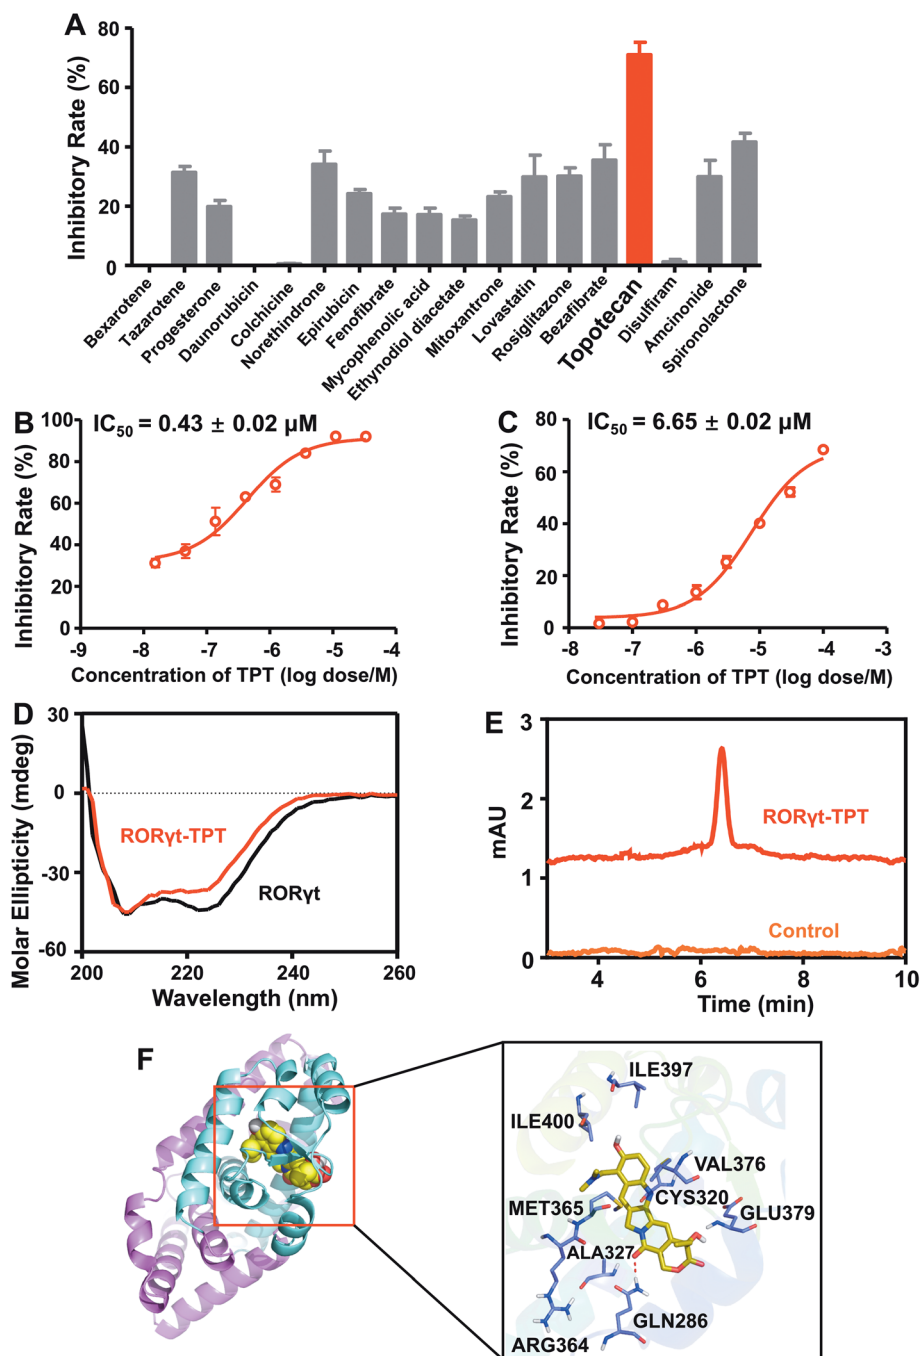 A
Inhibitory Rate (%)
80
60
40
20
0
Bexarotene
Tazarotene
Progesterone
Daunorubicin
Colchicine
Norethindrone
Epirubicin
Fenofibrate
Mycophenolic acid
Ethynodiol diacetate
Mitoxantrone
Lovastatin
Rosiglitazone
Bezafibrate
Topotecan
Disulfiram
Amcinonide
Spironolactone
B
IC50 = 0.43 ± 0.02 μM
Inhibitory Rate (%)
100
80
60
40
20
0
-9 -8 -7 -6 -5 -4
Concentration of TPT (log dose/M)
C
IC50 = 6.65 ± 0.02 μM
Inhibitory Rate (%)
80
60
40
20
0
-8 -7 -6 -5 -4 -3
Concentration of TPT (log dose/M)
D
Molar Ellipticity (mdeg)
30
0
-30
-60
RORγt-TPT
RORγt
200 220 240 260
Wavelength (nm)
E
mAU
3
2
1
0
RORγt-TPT
Control
4 6 8 10
Time (min)
F
ILE397
ILE400
VAL376
CYS320
MET365
GLU379
ALA327
GLN286
ARG364